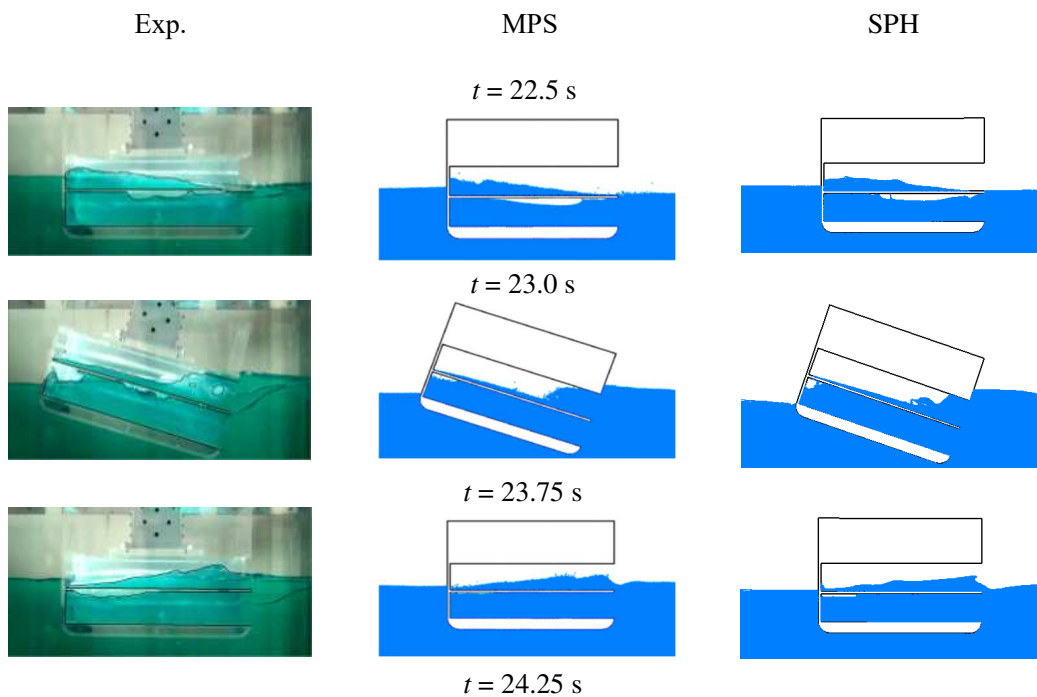 Exp. MPS SPH
t = 22.5 s
t = 23.0 s
t = 23.75 s
t = 24.25 s